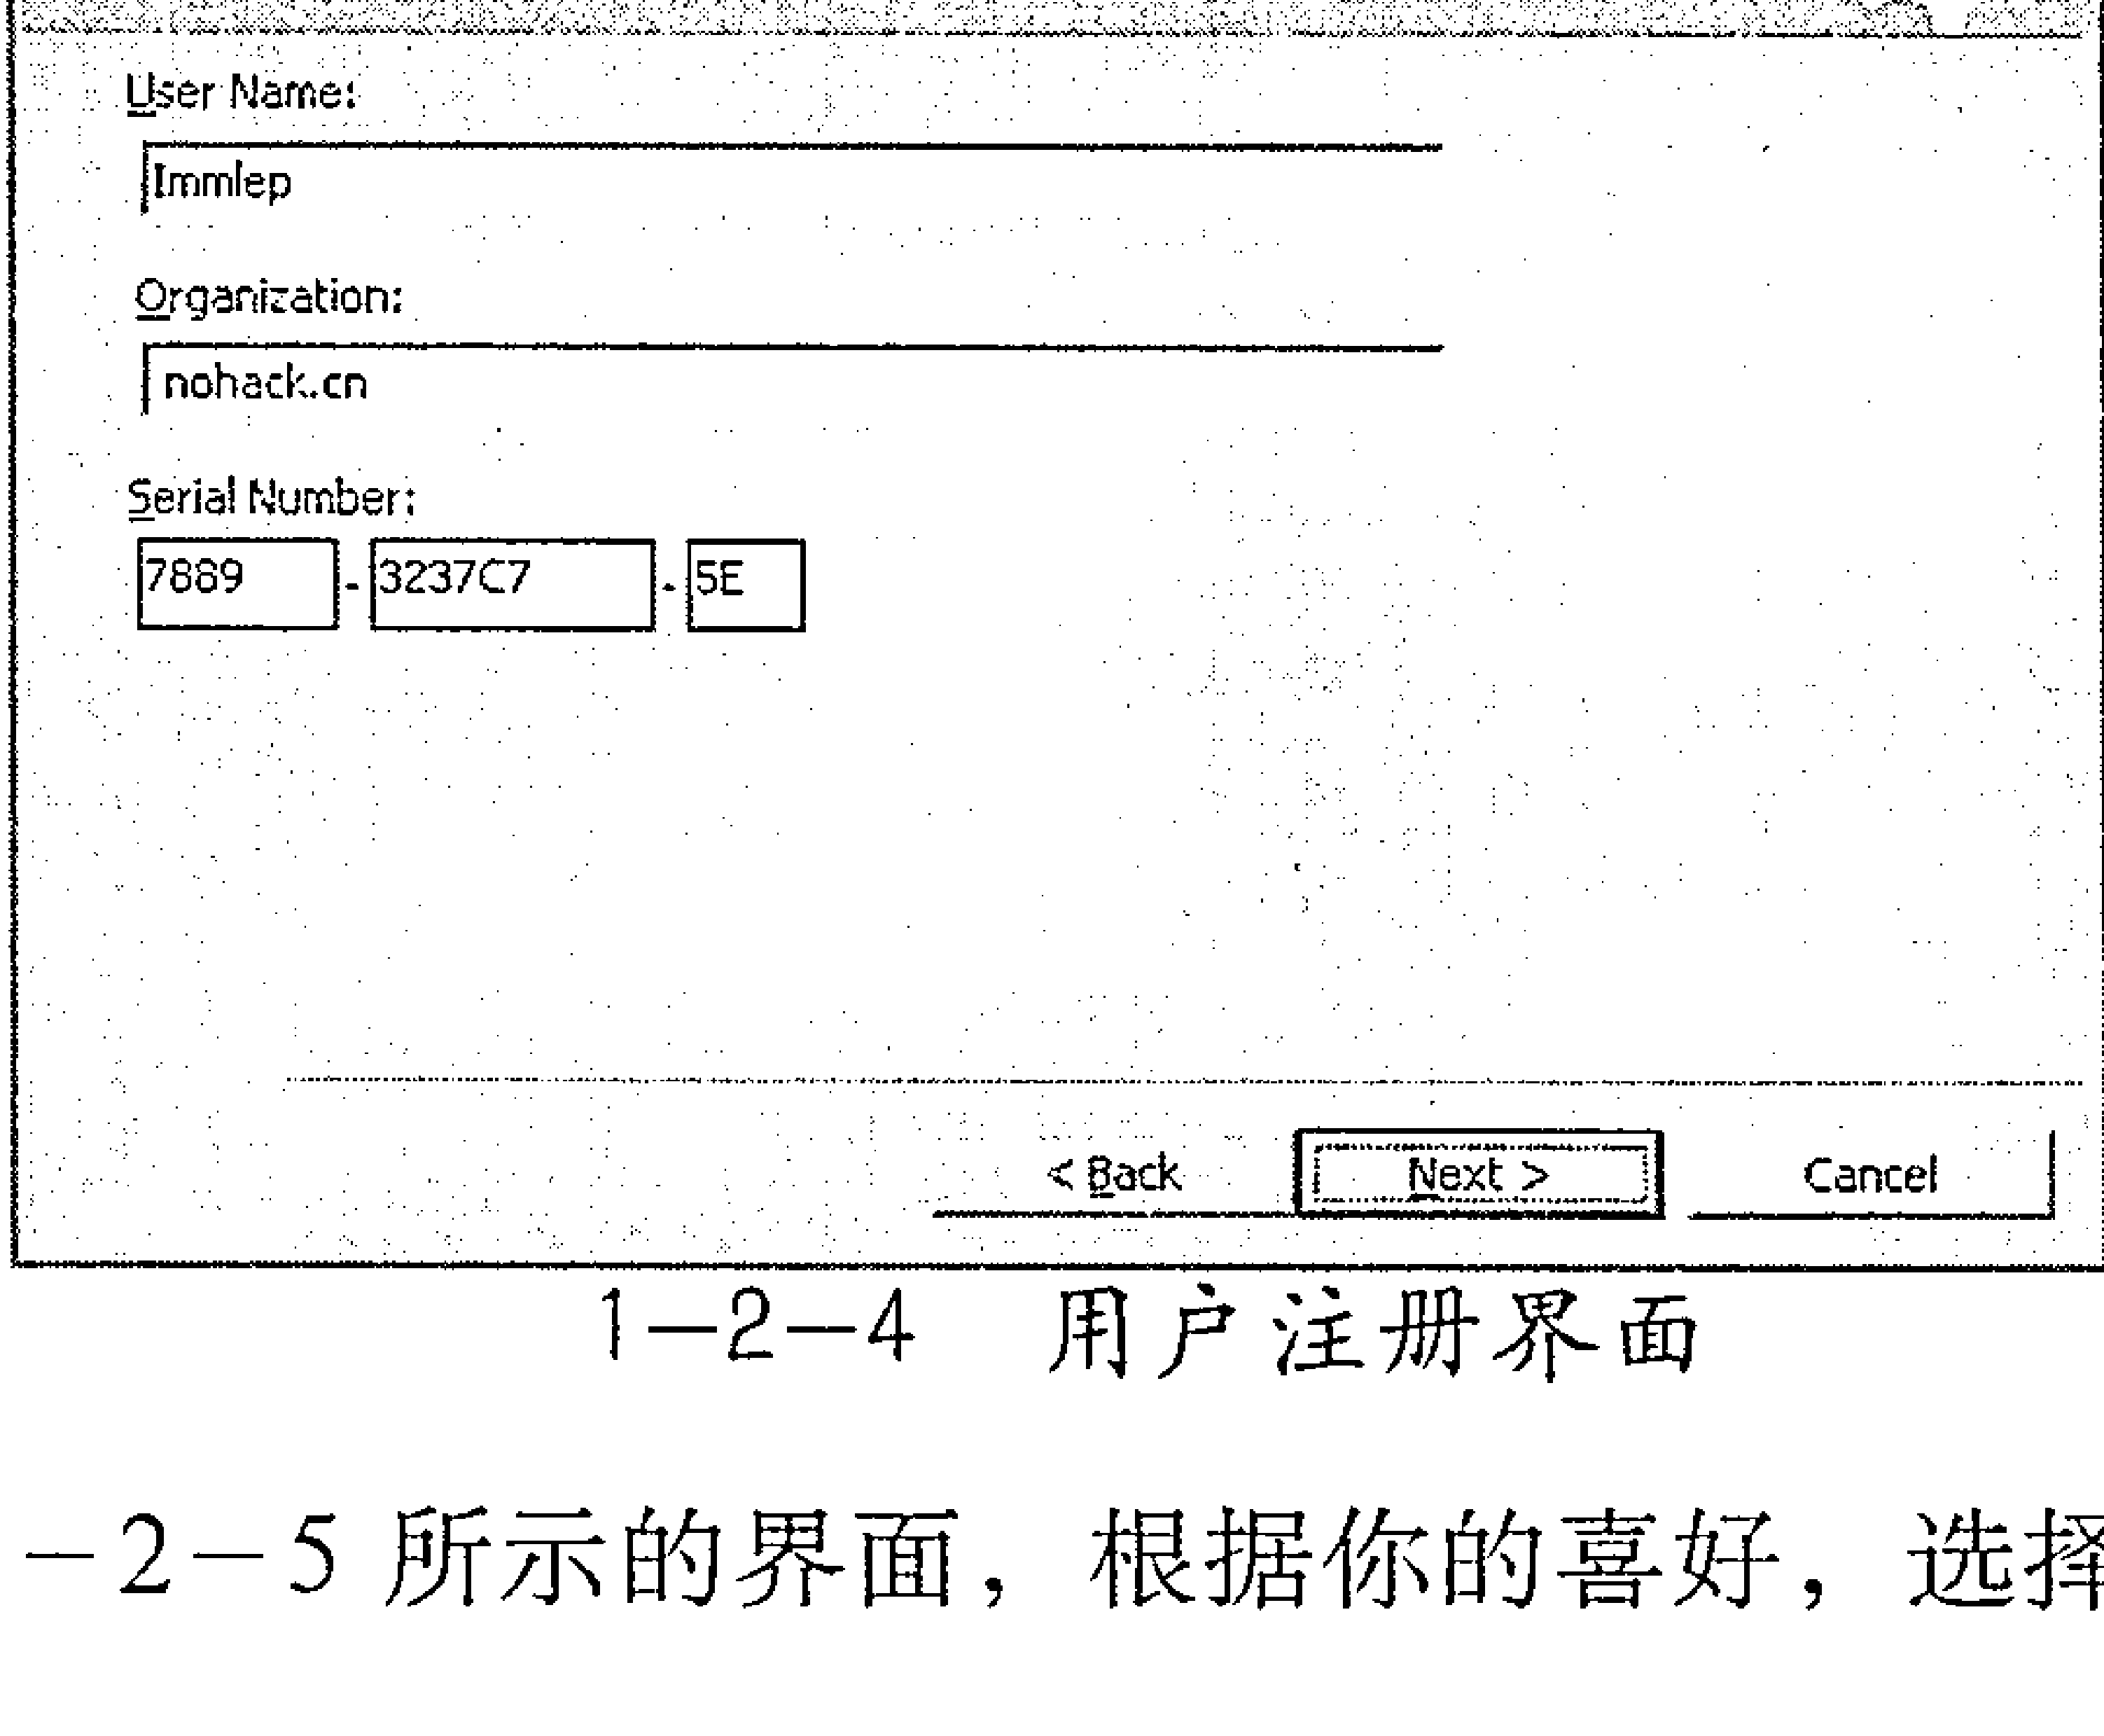 User Name:
Immlep
Organization:
nohack.cn
Serial Number:
7889 - 3237C7 - 5E
< Back Next > Cancel
1-2-4 用户注册界面
-2-5 所示的界面，根据你的喜好，选择